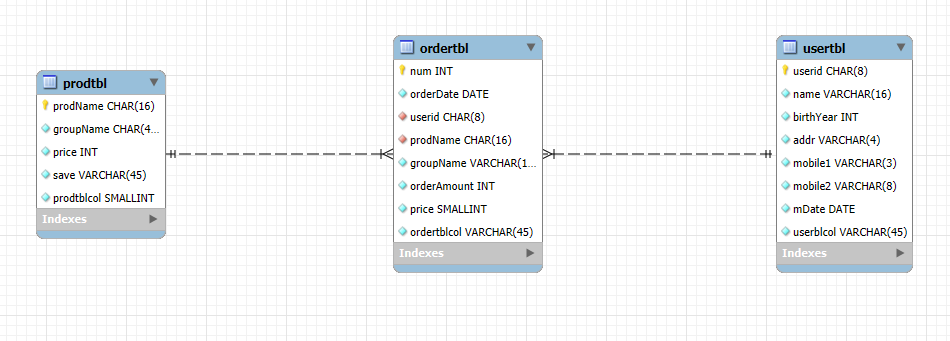 prodtbl
prodName CHAR(16)
groupName CHAR(4...
price INT
save VARCHAR(45)
prodtblcol SMALLINT
Indexes
ordertbl
num INT
orderDate DATE
userid CHAR(8)
prodName CHAR(16)
groupName VARCHAR(1...
orderAmount INT
price SMALLINT
ordertblcol VARCHAR(45)
Indexes
usertbl
userid CHAR(8)
name VARCHAR(16)
birthYear INT
addr VARCHAR(4)
mobile1 VARCHAR(3)
mobile2 VARCHAR(8)
mDate DATE
userblcol VARCHAR(45)
Indexes